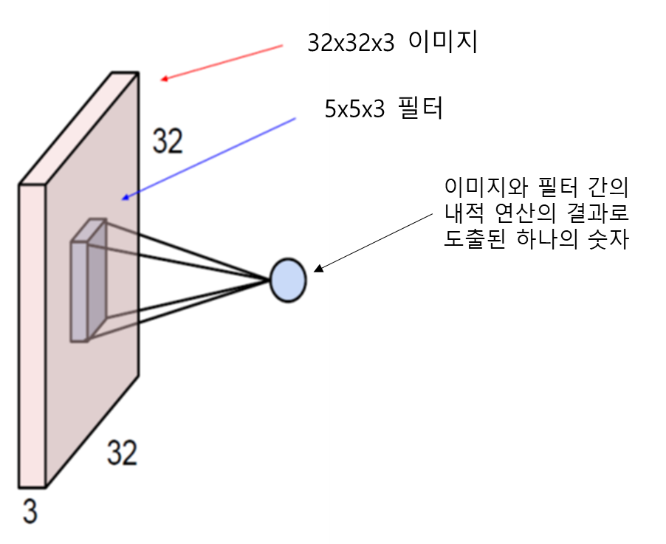 32x32x3 이미지
5x5x3 필터
32
이미지와 필터 간의
내적 연산의 결과로
도출된 하나의 숫자
32
3